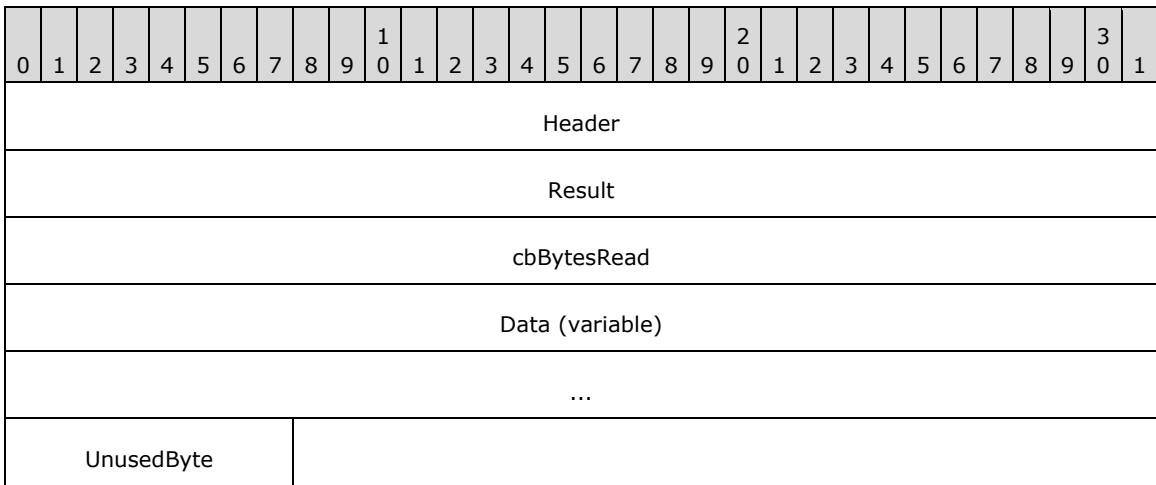 1 2 3
0 1 2 3 4 5 6 7 8 9 0 1 2 3 4 5 6 7 8 9 0 1 2 3 4 5 6 7 8 9 0 1
Header
Result
cbBytesRead
Data (variable)
...
UnusedByte